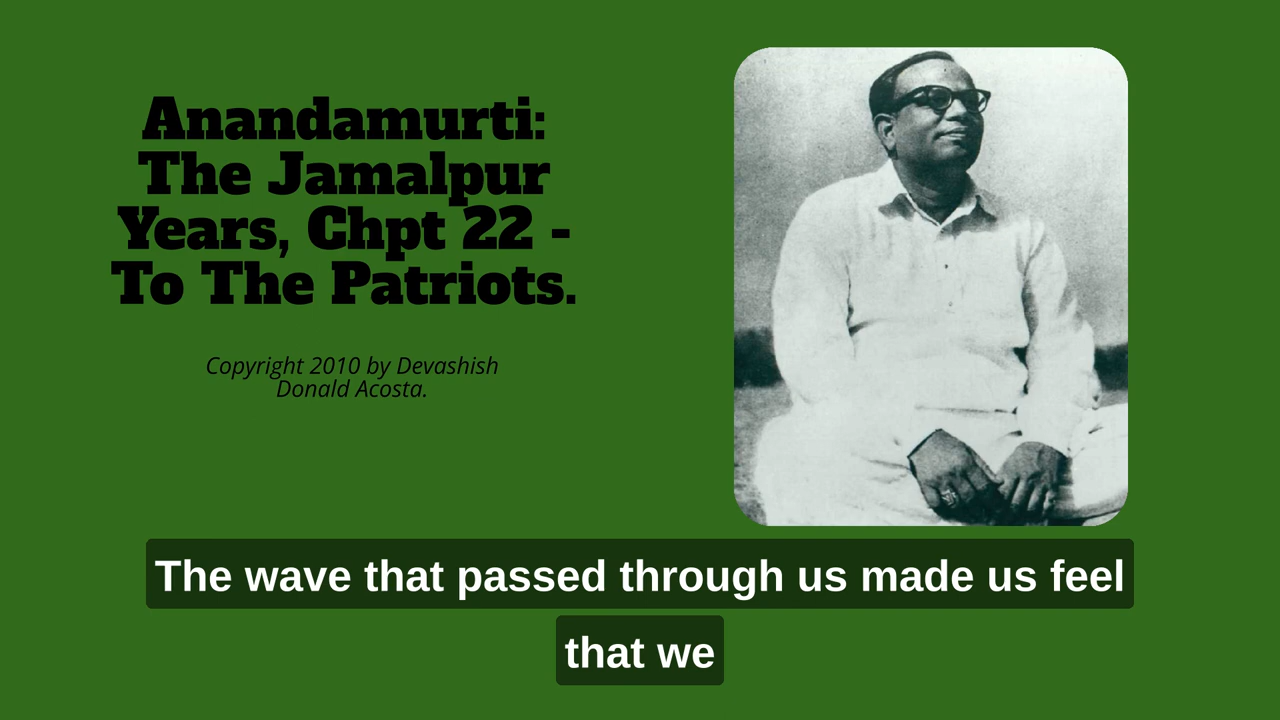 Anandamurti:
The Jamalpur
Years, Chpt 22 -
To The Patriots.
Copyright 2010 by Devashish
Donald Acosta.
The wave that passed through us made us feel
that we